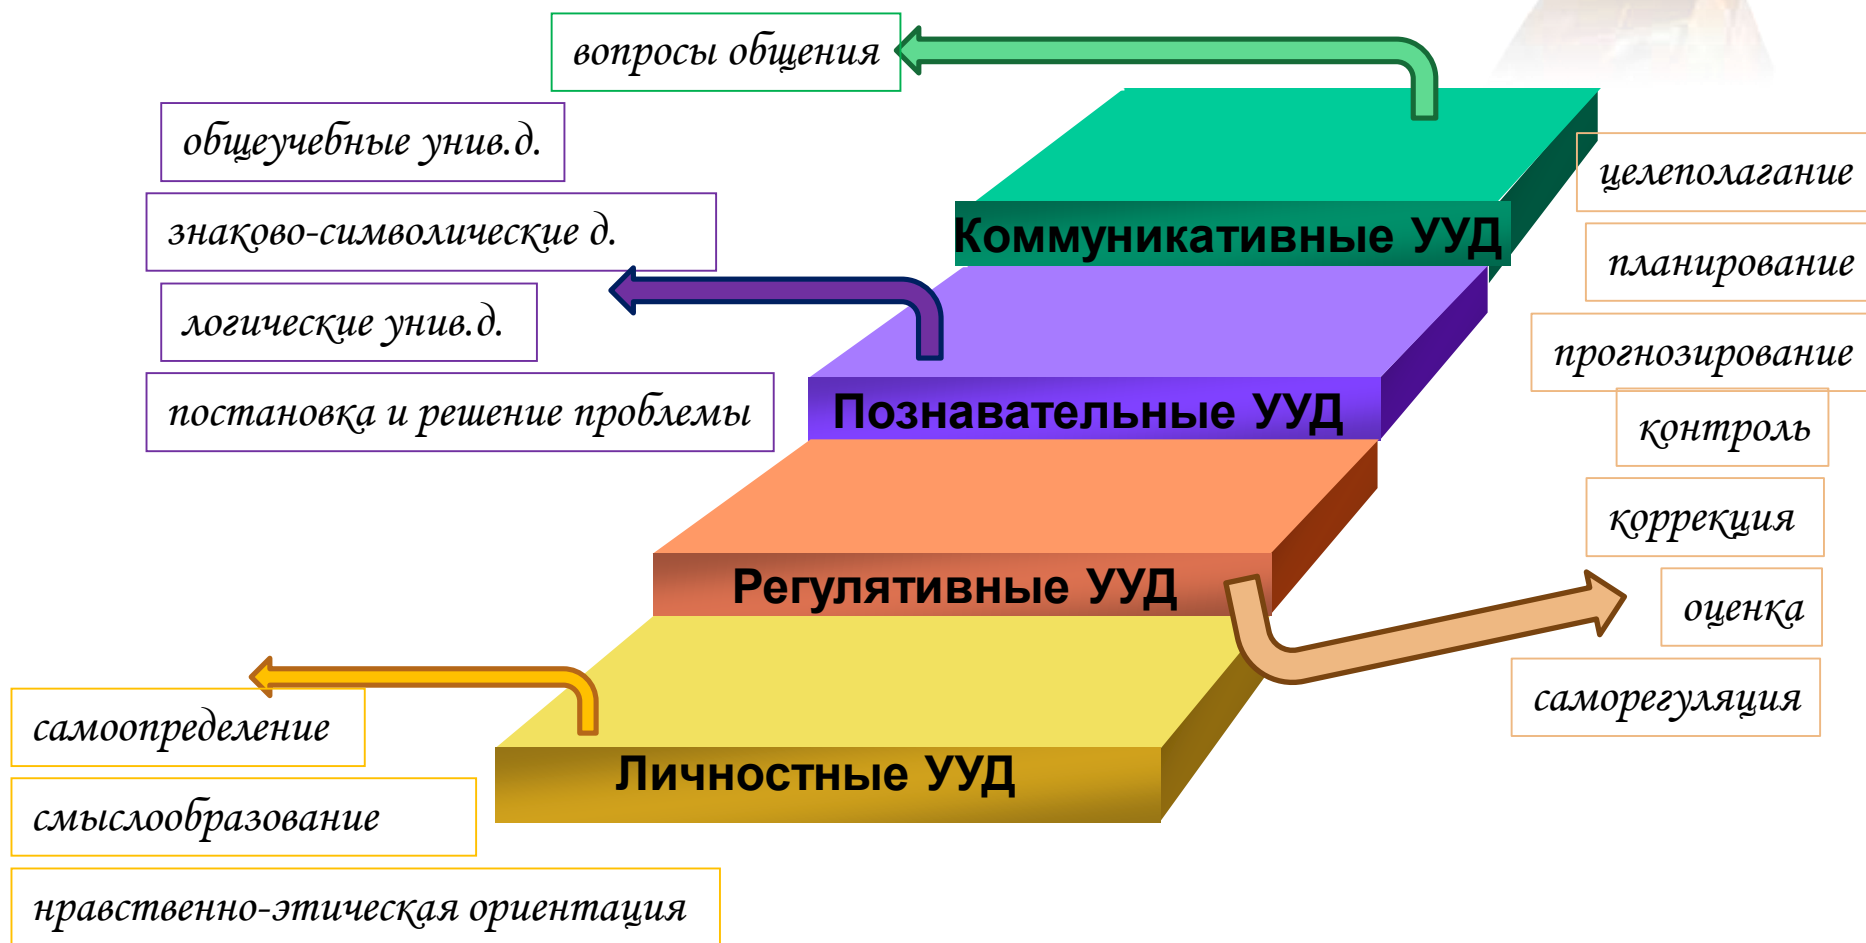 вопросы общения
общеучебные унив.д.
знаково-символические д.
логические унив.д.
постановка и решение проблемы
Коммуникативные УУД
Познавательные УУД
Регулятивные УУД
Личностные УУД
целеполагание
планирование
прогнозирование
контроль
коррекция
оценка
саморегуляция
самоопределение
смыслообразование
нравственно-этическая ориентация